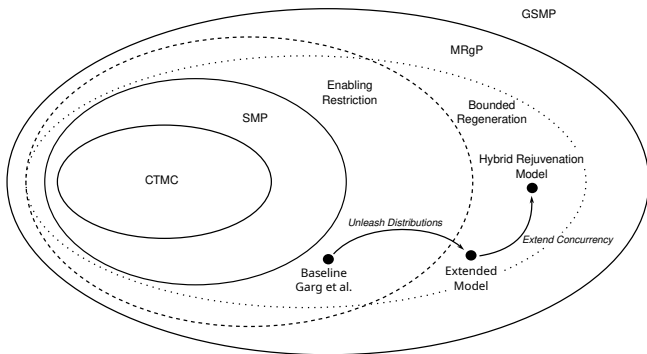 GSMP
MRgP
Enabling
Restriction
Bounded
Regeneration
SMP
Hybrid Rejuvenation
Model
CTMC
Unleash Distributions
Extend Concurrency
Baseline
Garg et al.
Extended
Model